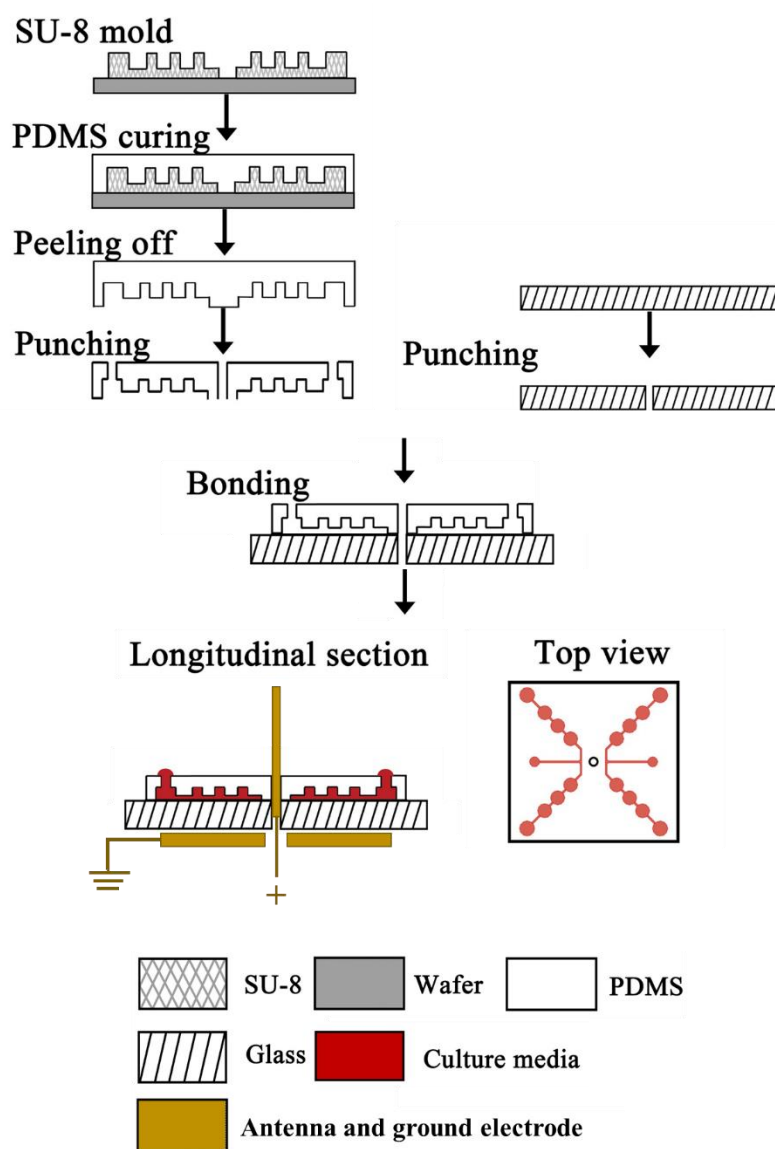 SU-8 mold
PDMS curing
Peeling off
Punching
Punching
Bonding
Longitudinal section
Top view
+
SU-8
Wafer
PDMS
Glass
Culture media
Antenna and ground electrode